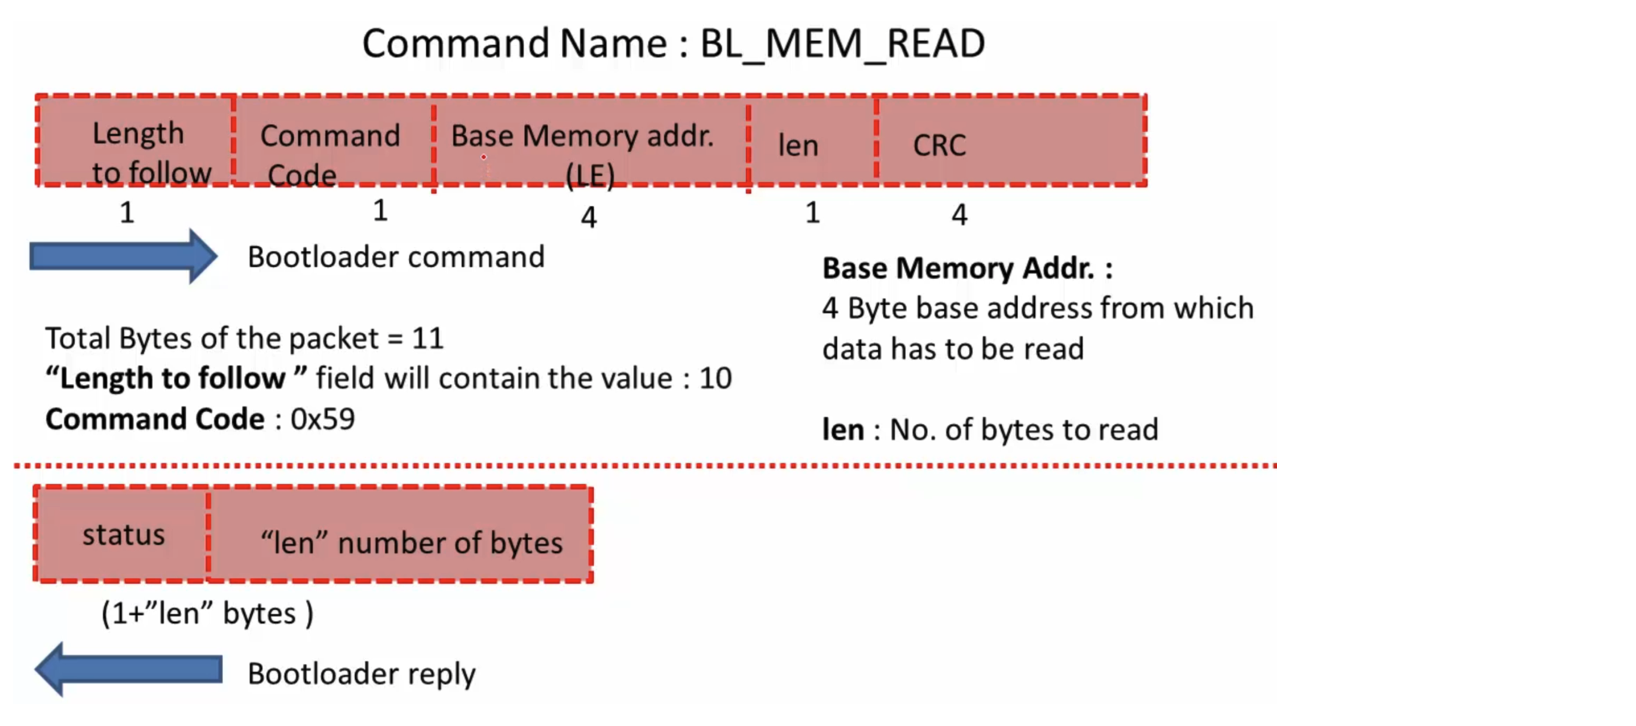 Command Name : BL_MEM_READ
Length
to follow
Command
Code
Base Memory addr.
(LE)
len
CRC
1
1
4
1
4
Bootloader command
Total Bytes of the packet = 11
“Length to follow ” field will contain the value : 10
Command Code : 0x59
Base Memory Addr. :
4 Byte base address from which
data has to be read
len : No. of bytes to read
status
“len” number of bytes
(1+”len” bytes )
Bootloader reply